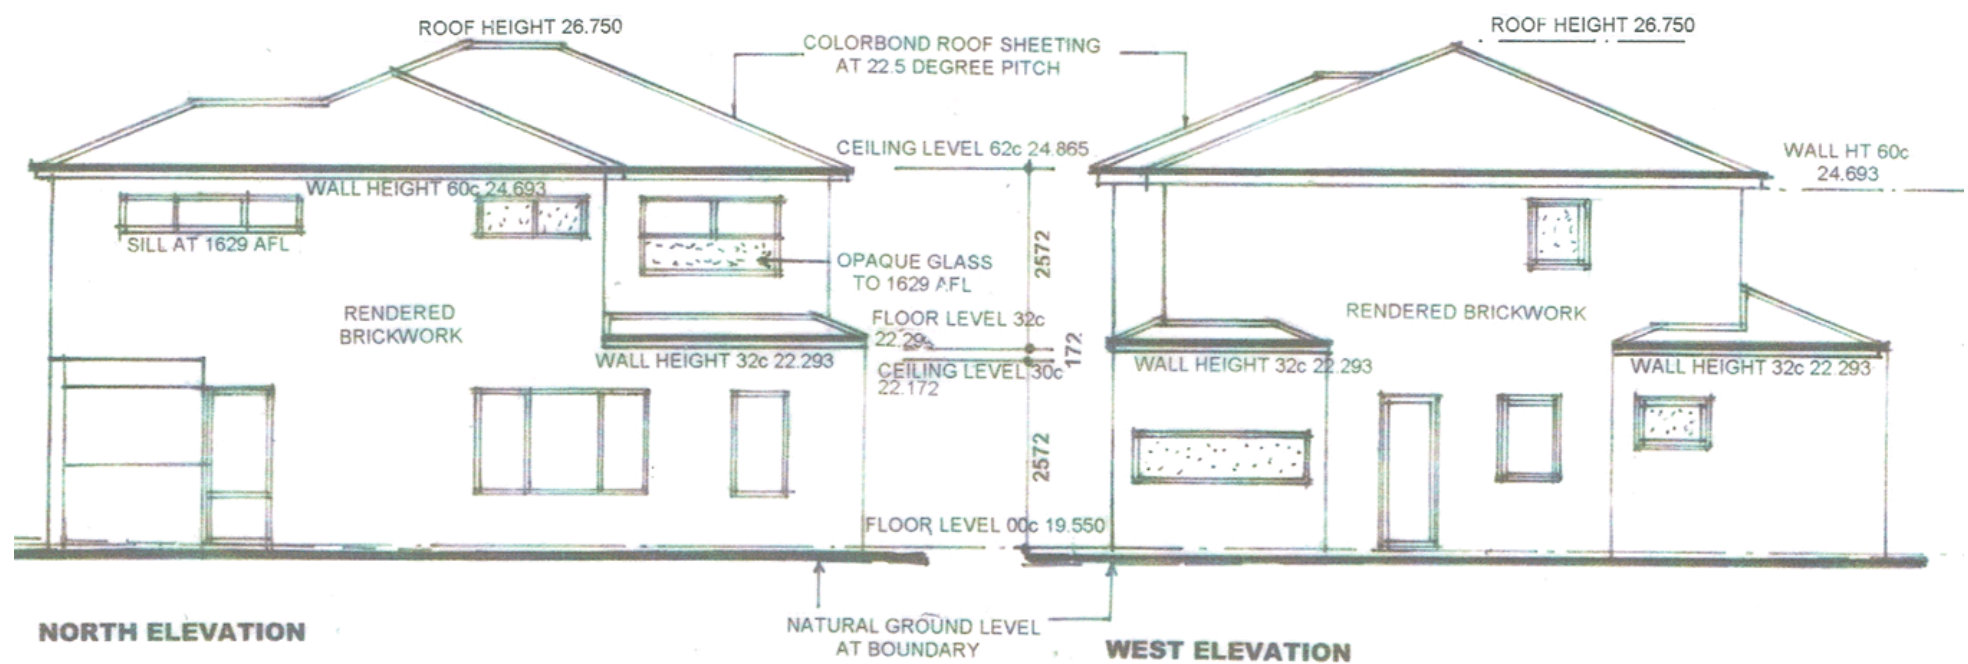 ROOF HEIGHT 26.750
ROOF HEIGHT 26.750
COLORBOND ROOF SHEETING
AT 22.5 DEGREE PITCH
CEILING LEVEL 62c 24.865
WALL HT 60c
24.693
WALL HEIGHT 60c 24.693
SILL AT 1629 AFL
OPAQUE GLASS
TO 1629 AFL
2572
RENDERED
BRICKWORK
RENDERED BRICKWORK
FLOOR LEVEL 32c
WALL HEIGHT 32c 22.293
172
WALL HEIGHT 32c 22.293
WALL HEIGHT 32c 22.293
CEILING LEVEL 30c
22.172
2572
FLOOR LEVEL 00c 19.550
NATURAL GROUND LEVEL
AT BOUNDARY
NORTH ELEVATION
WEST ELEVATION